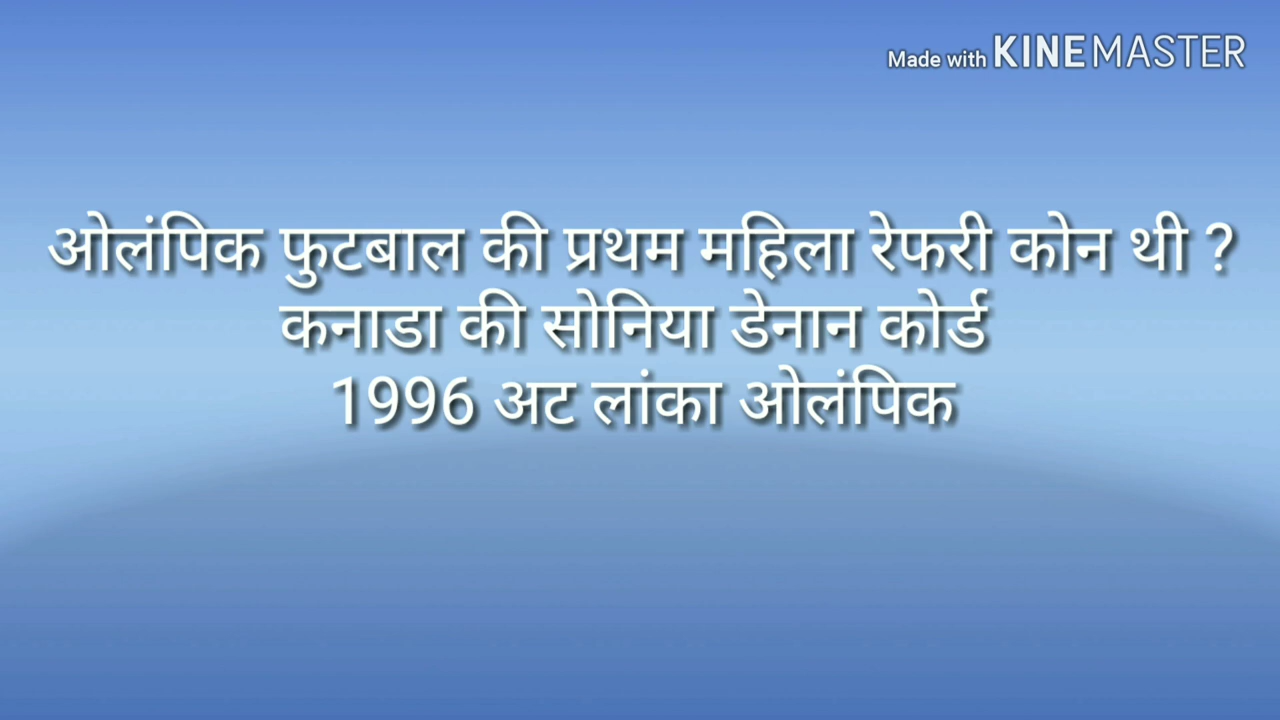 Made with KINEMASTER
ओलंपिक फुटबाल की प्रथम महिला रेफरी कोन थी ?
कनाडा की सोनिया डेनान कोर्ड
1996 अट लांका ओलंपिक